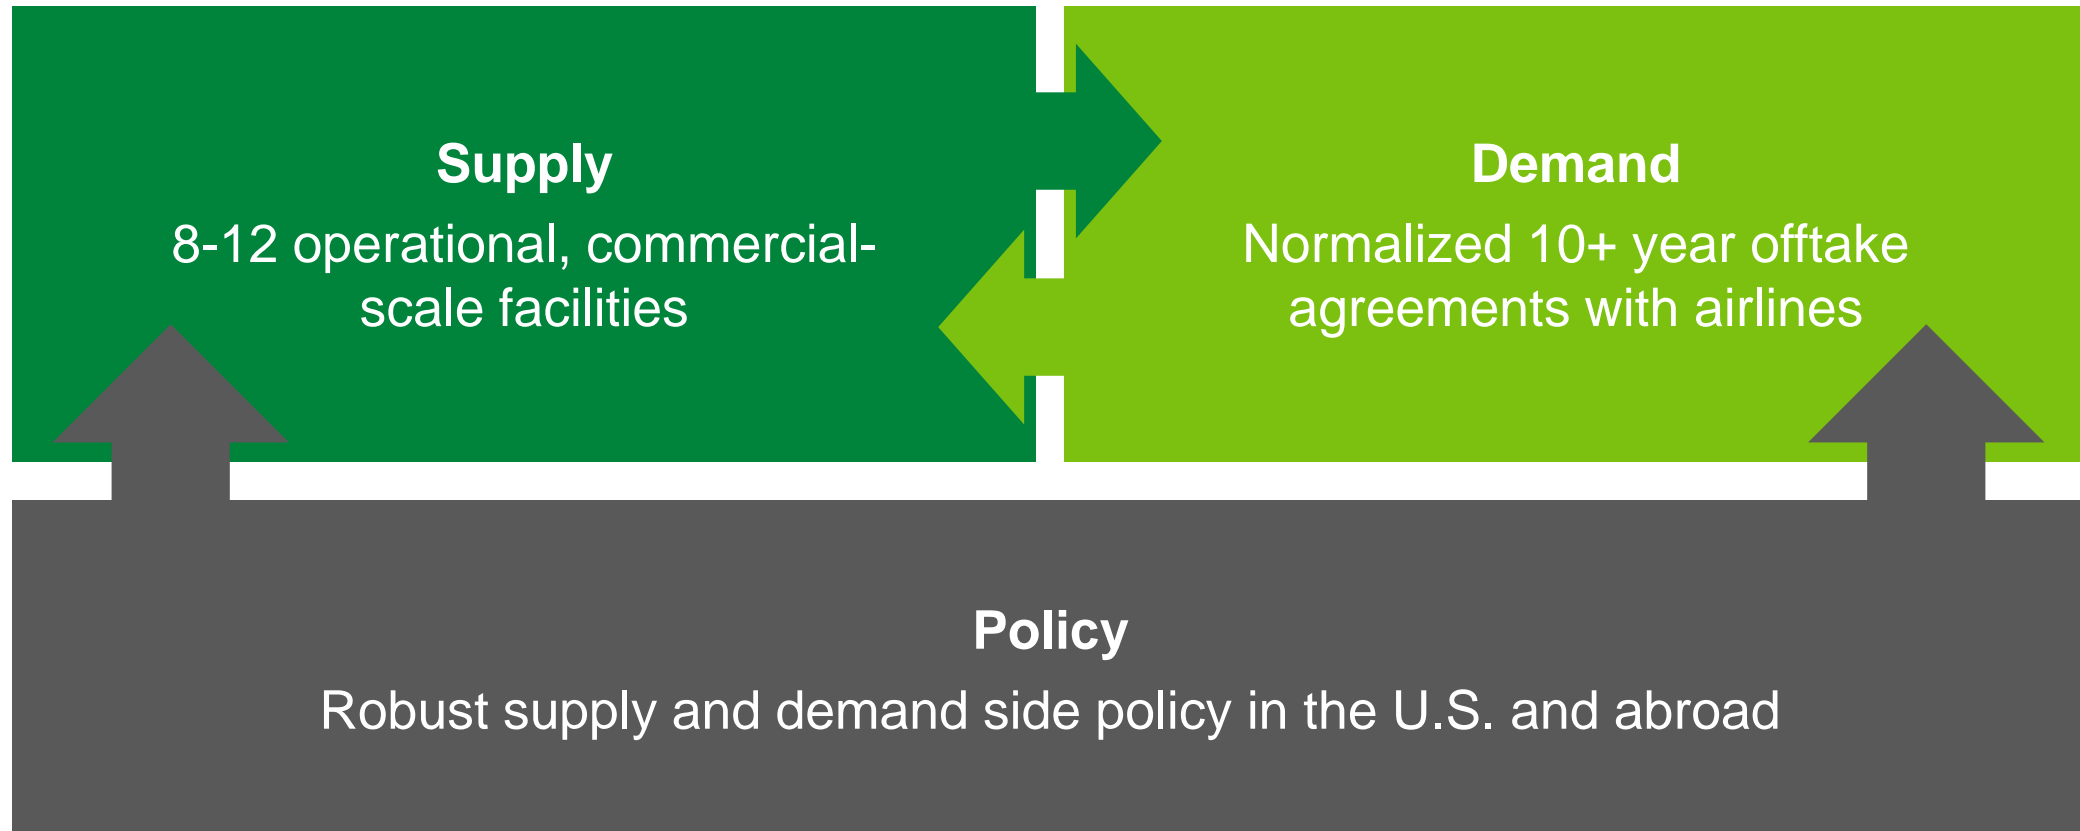 Supply
8-12 operational, commercial-
scale facilities
Demand
Normalized 10+ year offtake
agreements with airlines
Policy
Robust supply and demand side policy in the U.S. and abroad